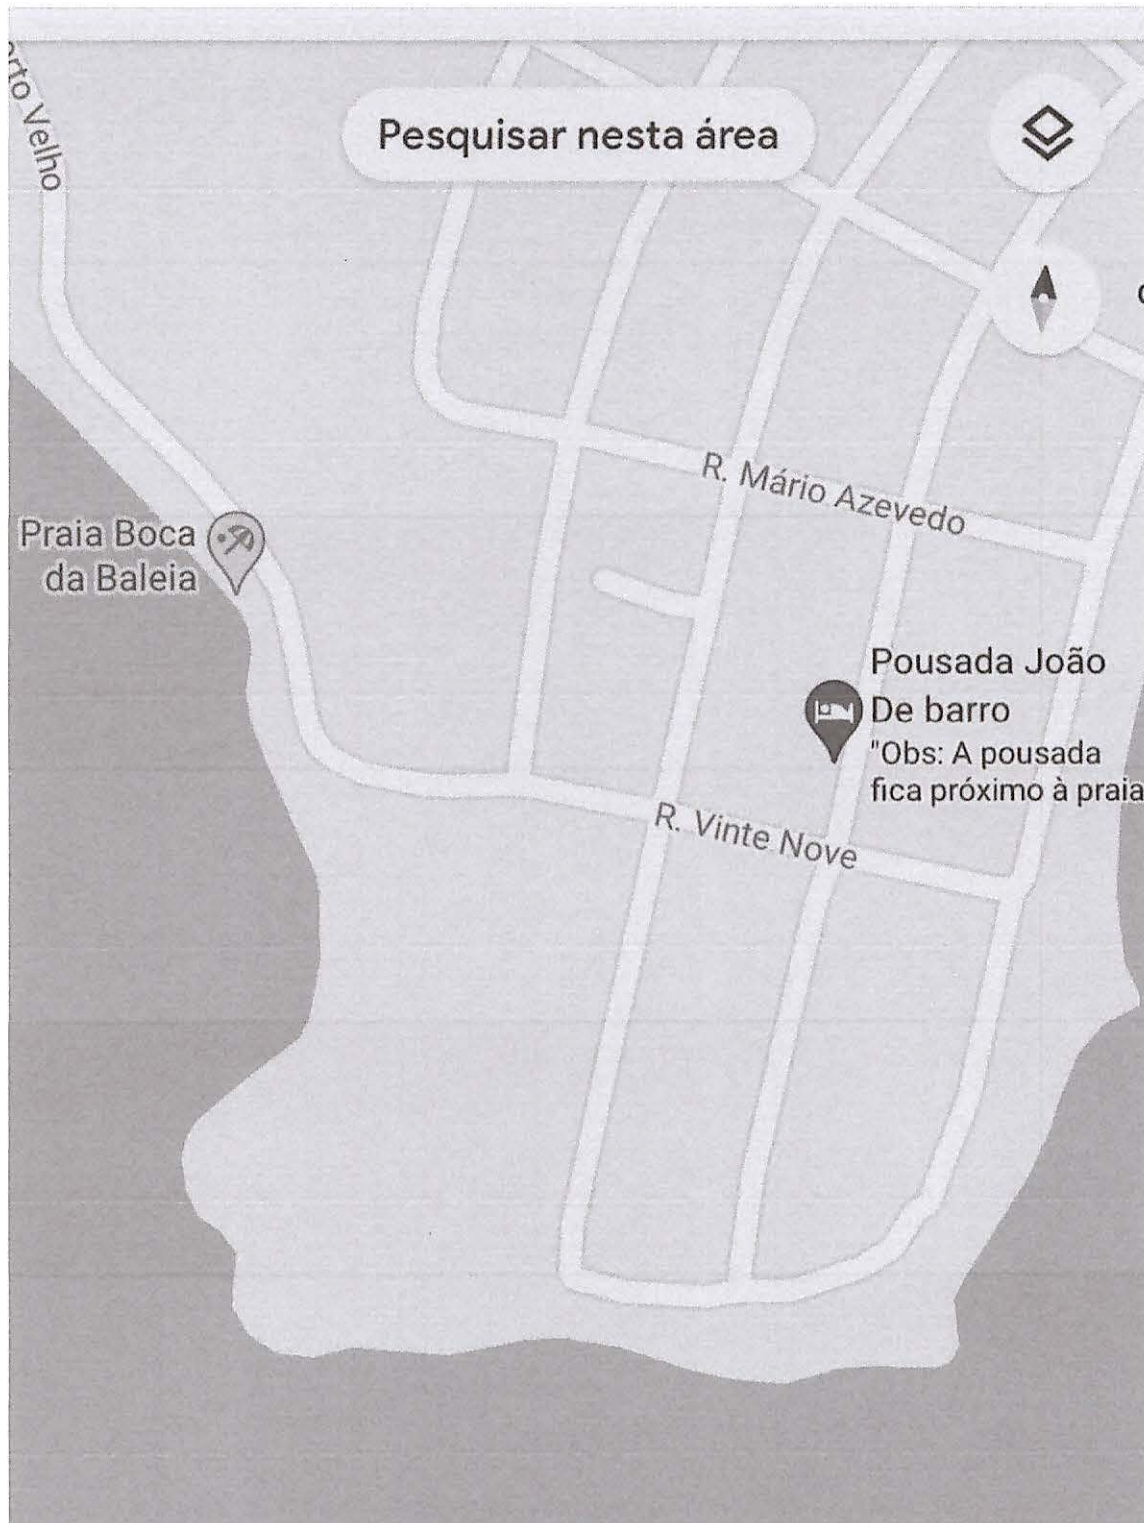 rto Velho
Pesquisar nesta área
R. Mário Azevedo
Praia Boca
da Baleia
Pousada João
De barro
"Obs: A pousada
fica próximo à praia
R. Vinte Nove